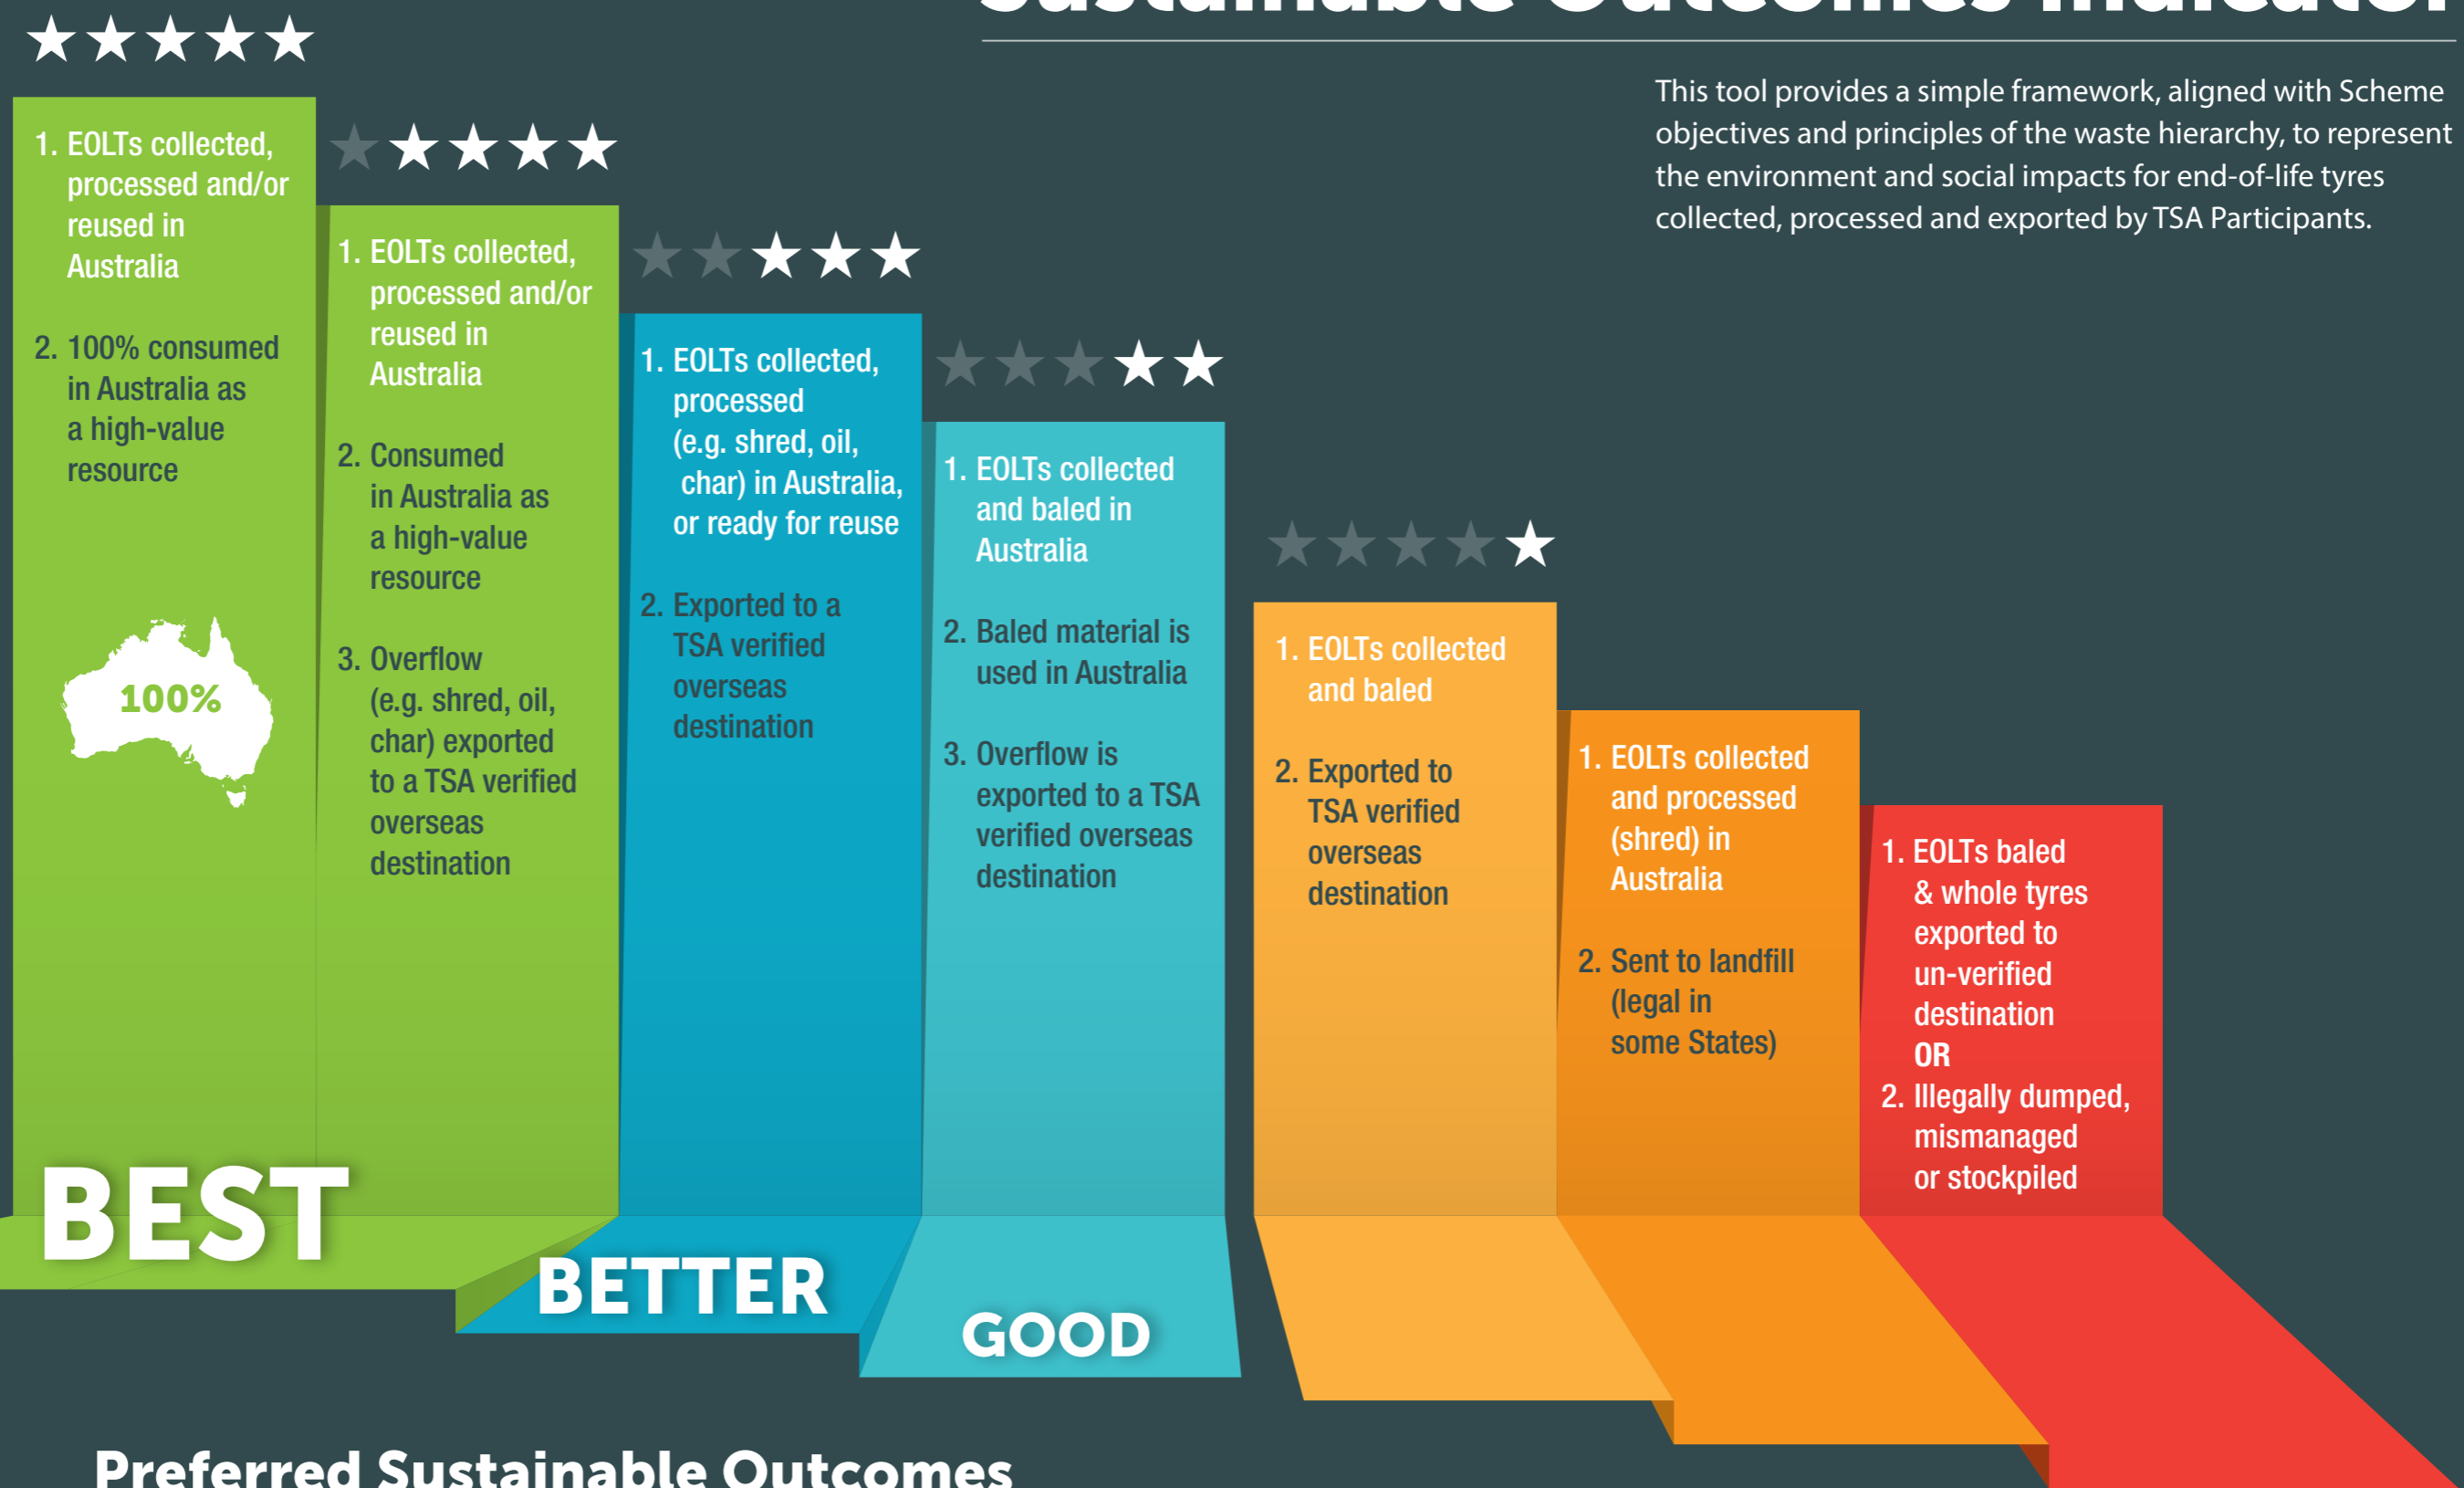 Sustainable Outcomes Indicator
This tool provides a simple framework, aligned with Scheme
objectives and principles of the waste hierarchy, to represent
the environment and social impacts for end-of-life tyres
collected, processed and exported by TSA Participants.
1. EOLTs collected,
processed and/or
reused in
Australia
2. 100% consumed
in Australia as
a high-value
resource
100%
1. EOLTs collected,
processed and/or
reused in
Australia
2. Consumed
in Australia as
a high-value
resource
3. Overflow
(e.g. shred, oil,
char) exported
to a TSA verified
overseas
destination
1. EOLTs collected,
processed
(e.g. shred, oil,
char) in Australia,
or ready for reuse
2. Exported to a
TSA verified
overseas
destination
1. EOLTs collected
and baled in
Australia
2. Baled material is
used in Australia
3. Overflow is
exported to a TSA
verified overseas
destination
1. EOLTs collected
and baled
2. Exported to
TSA verified
overseas
destination
1. EOLTs collected
and processed
(shred) in
Australia
2. Sent to landfill
(legal in
some States)
1. EOLTs baled
& whole tyres
exported to
un-verified
destination
OR
2. Illegally dumped,
mismanaged
or stockpiled
BEST
BETTER
GOOD
Preferred Sustainable Outcomes